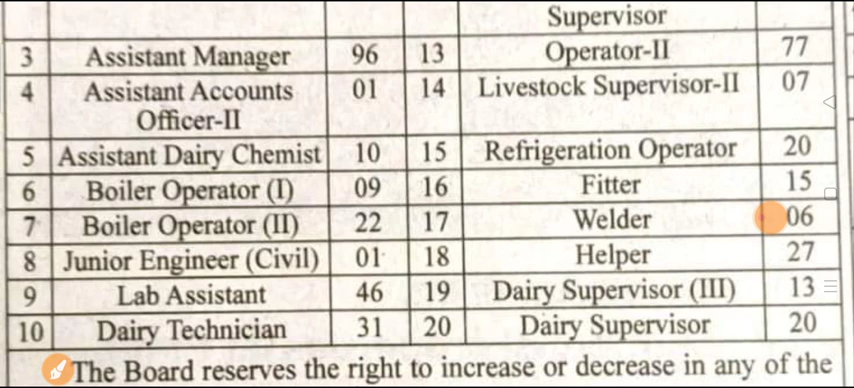 Supervisor
3 Assistant Manager 96 13 Operator-II 77
4 Assistant Accounts 01 14 Livestock Supervisor-II 07
Officer-II
5 Assistant Dairy Chemist 10 15 Refrigeration Operator 20
6 Boiler Operator (I) 09 16 Fitter 15
7 Boiler Operator (II) 22 17 Welder 06
8 Junior Engineer (Civil) 01 18 Helper 27
9 Lab Assistant 46 19 Dairy Supervisor (III) 13
10 Dairy Technician 31 20 Dairy Supervisor 20
The Board reserves the right to increase or decrease in any of the